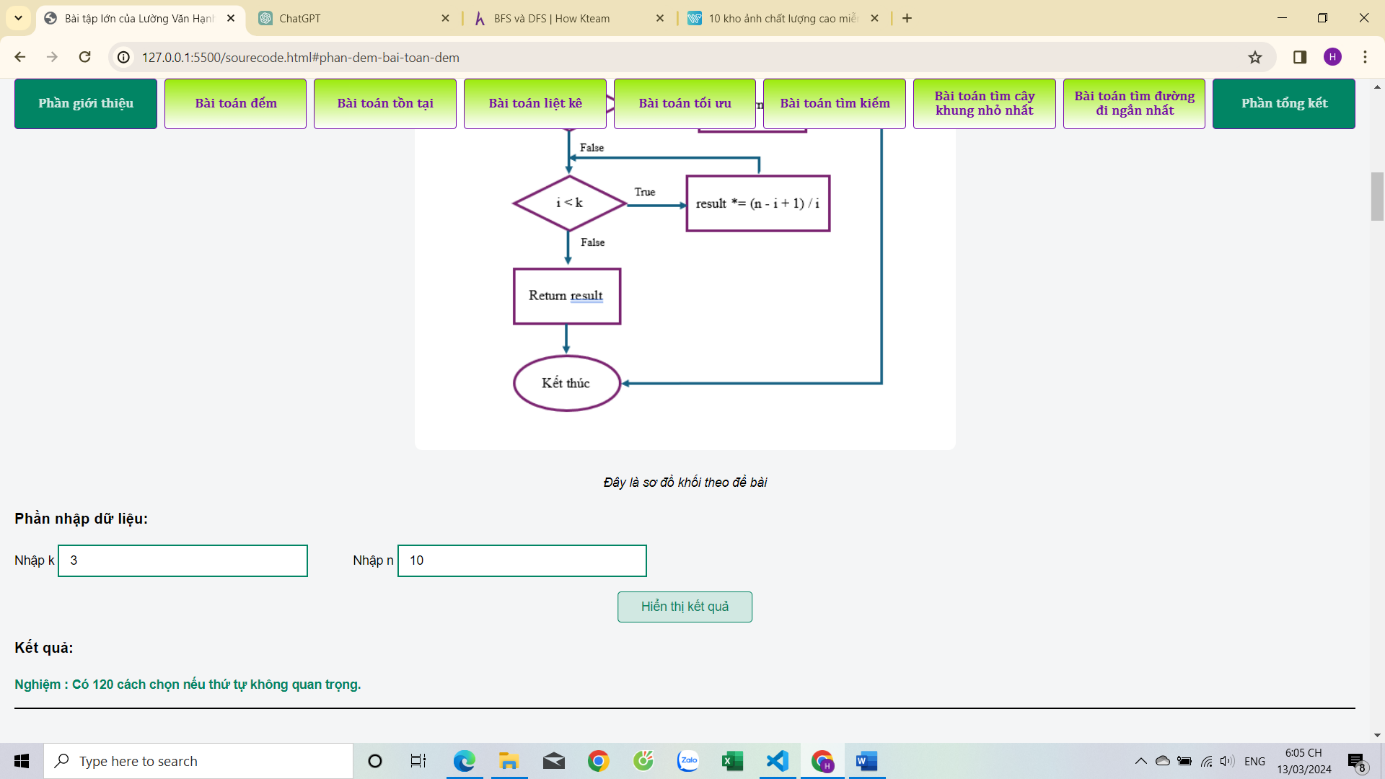 Bài tập lớn của Lường Văn Hạnh
ChatGPT
BFS và DFS | How Kteam
10 kho ảnh chất lượng cao miễ
127.0.0.1:5500/sourecode.html#phan-dem-bai-toan-dem
H
Phần giới thiệu
Bài toán đếm
Bài toán tồn tại
Bài toán liệt kê
Bài toán tối ưu
Bài toán tìm kiếm
Bài toán tìm cây
khung nhỏ nhất
Bài toán tìm đường
đi ngắn nhất
Phần tổng kết
False
i < k
True
result *= (n - i + 1) / i
False
Return result
Kết thúc
Đây là sơ đồ khối theo đề bài
Phần nhập dữ liệu:
Nhập k 3
Nhập n 10
Hiển thị kết quả
Kết quả:
Nghiệm : Có 120 cách chọn nếu thứ tự không quan trọng.
Type here to search
Zalo
H
ENG
6:05 CH
13/03/2024
8